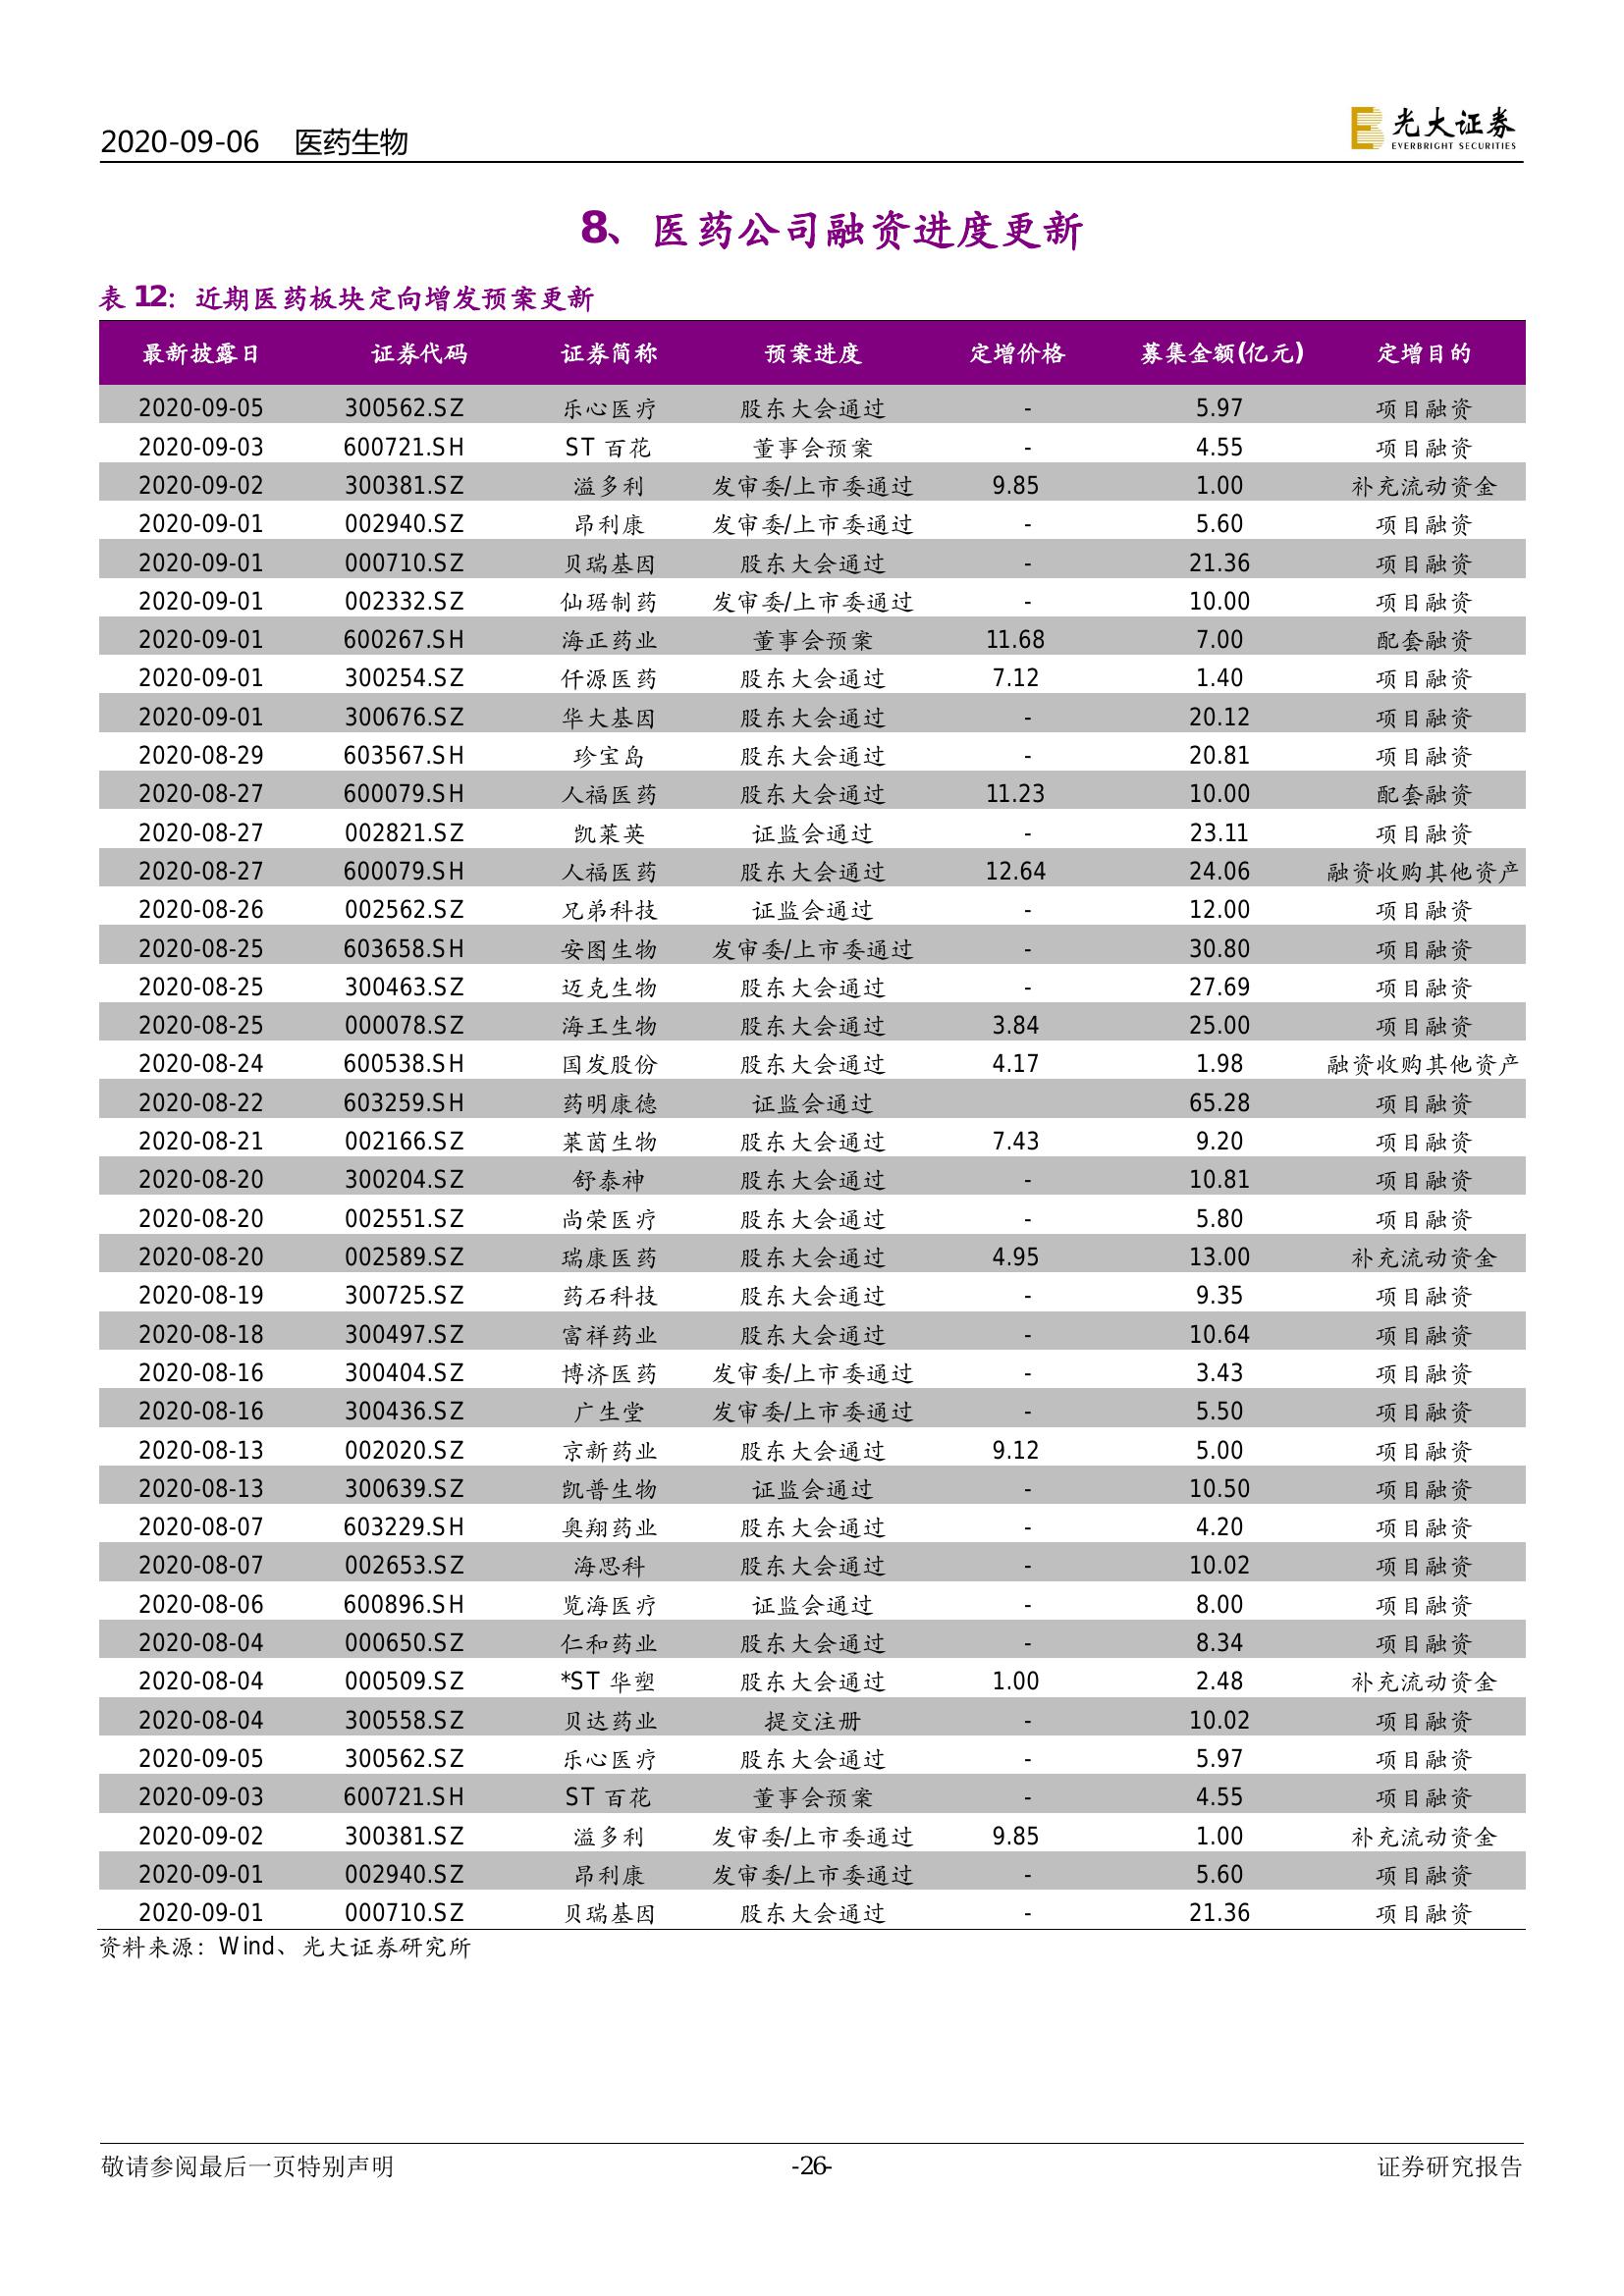 2020-09-06 医药生物
光大证券
EVERBRIGHT SECURITIES
8、医药公司融资进度更新
表 12：近期医药板块定向增发预案更新
最新披露日 证券代码 证券简称 预案进度 定增价格 募集金额(亿元) 定增目的
2020-09-05 300562.SZ 乐心医疗 股东大会通过 - 5.97 项目融资
2020-09-03 600721.SH ST 百花 董事会预案 - 4.55 项目融资
2020-09-02 300381.SZ 溢多利 发审委/上市委通过 9.85 1.00 补充流动资金
2020-09-01 002940.SZ 昂利康 发审委/上市委通过 - 5.60 项目融资
2020-09-01 000710.SZ 贝瑞基因 股东大会通过 - 21.36 项目融资
2020-09-01 002332.SZ 仙琚制药 发审委/上市委通过 - 10.00 项目融资
2020-09-01 600267.SH 海正药业 董事会预案 11.68 7.00 配套融资
2020-09-01 300254.SZ 仟源医药 股东大会通过 7.12 1.40 项目融资
2020-09-01 300676.SZ 华大基因 股东大会通过 - 20.12 项目融资
2020-08-29 603567.SH 珍宝岛 股东大会通过 - 20.81 项目融资
2020-08-27 600079.SH 人福医药 股东大会通过 11.23 10.00 配套融资
2020-08-27 002821.SZ 凯莱英 证监会通过 - 23.11 项目融资
2020-08-27 600079.SH 人福医药 股东大会通过 12.64 24.06 融资收购其他资产
2020-08-26 002562.SZ 兄弟科技 证监会通过 - 12.00 项目融资
2020-08-25 603658.SH 安图生物 发审委/上市委通过 - 30.80 项目融资
2020-08-25 300463.SZ 迈克生物 股东大会通过 - 27.69 项目融资
2020-08-25 000078.SZ 海王生物 股东大会通过 3.84 25.00 项目融资
2020-08-24 600538.SH 国发股份 股东大会通过 4.17 1.98 融资收购其他资产
2020-08-22 603259.SH 药明康德 证监会通过 65.28 项目融资
2020-08-21 002166.SZ 莱茵生物 股东大会通过 7.43 9.20 项目融资
2020-08-20 300204.SZ 舒泰神 股东大会通过 - 10.81 项目融资
2020-08-20 002551.SZ 尚荣医疗 股东大会通过 - 5.80 项目融资
2020-08-20 002589.SZ 瑞康医药 股东大会通过 4.95 13.00 补充流动资金
2020-08-19 300725.SZ 药石科技 股东大会通过 - 9.35 项目融资
2020-08-18 300497.SZ 富祥药业 股东大会通过 - 10.64 项目融资
2020-08-16 300404.SZ 博济医药 发审委/上市委通过 - 3.43 项目融资
2020-08-16 300436.SZ 广生堂 发审委/上市委通过 - 5.50 项目融资
2020-08-13 002020.SZ 京新药业 股东大会通过 9.12 5.00 项目融资
2020-08-13 300639.SZ 凯普生物 证监会通过 - 10.50 项目融资
2020-08-07 603229.SH 奥翔药业 股东大会通过 - 4.20 项目融资
2020-08-07 002653.SZ 海思科 股东大会通过 - 10.02 项目融资
2020-08-06 600896.SH 览海医疗 证监会通过 - 8.00 项目融资
2020-08-04 000650.SZ 仁和药业 股东大会通过 - 8.34 项目融资
2020-08-04 000509.SZ *ST 华塑 股东大会通过 1.00 2.48 补充流动资金
2020-08-04 300558.SZ 贝达药业 提交注册 - 10.02 项目融资
2020-09-05 300562.SZ 乐心医疗 股东大会通过 - 5.97 项目融资
2020-09-03 600721.SH ST 百花 董事会预案 - 4.55 项目融资
2020-09-02 300381.SZ 溢多利 发审委/上市委通过 9.85 1.00 补充流动资金
2020-09-01 002940.SZ 昂利康 发审委/上市委通过 - 5.60 项目融资
2020-09-01 000710.SZ 贝瑞基因 股东大会通过 - 21.36 项目融资
资料来源：Wind、光大证券研究所
敬请参阅最后一页特别声明 -26- 证券研究报告